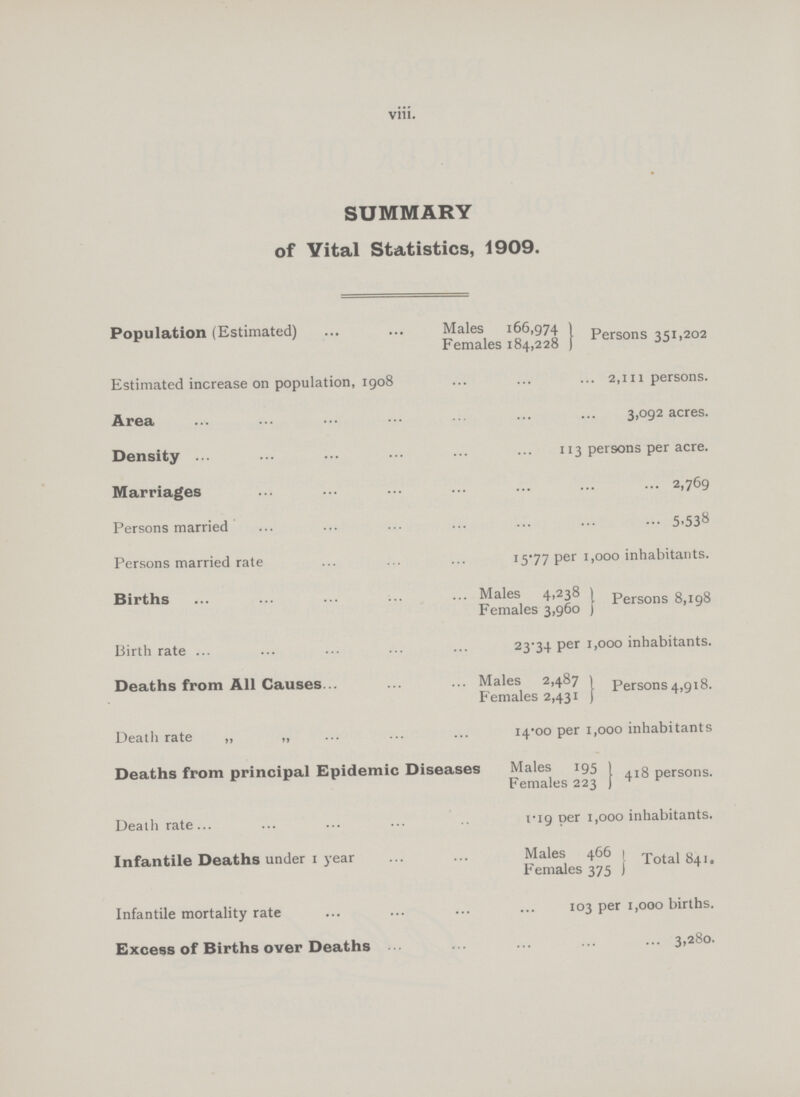 viii.
SUMMARY
of Vital Statistics, 1909.
Population (Estimated) ... ... Males 166,974 } Persons 351,202
Females 184,228 }
Estimated increase on population, 1908 ... ... ... 2,111 persons.
Area ... ... ... ... ... ... ... 3,092 acres.
Density ... ... ... ... ... ... 113 persons per acre.
Marriages ... ... ... ... ... ... ... 2,769
Persons married ... ... ... ... ... ... ... 5,538
Persons married rate ... ... ... 15·77 per 1,000 inhabitants.
Births ... ... ... ... ... Males 4,238 } Persons 8,198
Females 3,960 }
Birth rate ... ... ... ... ... 23·34 per 1,000 inhabitants.
Deaths from All Causes... ... ... Males 2,487 } Persons 4,918.
Females 2,431 }
Death rate „ „ ... ... ... 14·00 per 1,000 inhabitants
Deaths from principal Epidemic Diseases Males 195 } 418 persons.
Females 223 }
Death rate... ... ... ... ... 1·19 per 1,000 inhabitants.
Infantile Deaths under 1 year ... ... Males 466 } Total 841.
Females 375 }
Infantile mortality rate ... ... ... ... 103 per 1,000 births.
Excess of Births over Deaths ... ... ... ... ... 3,280.